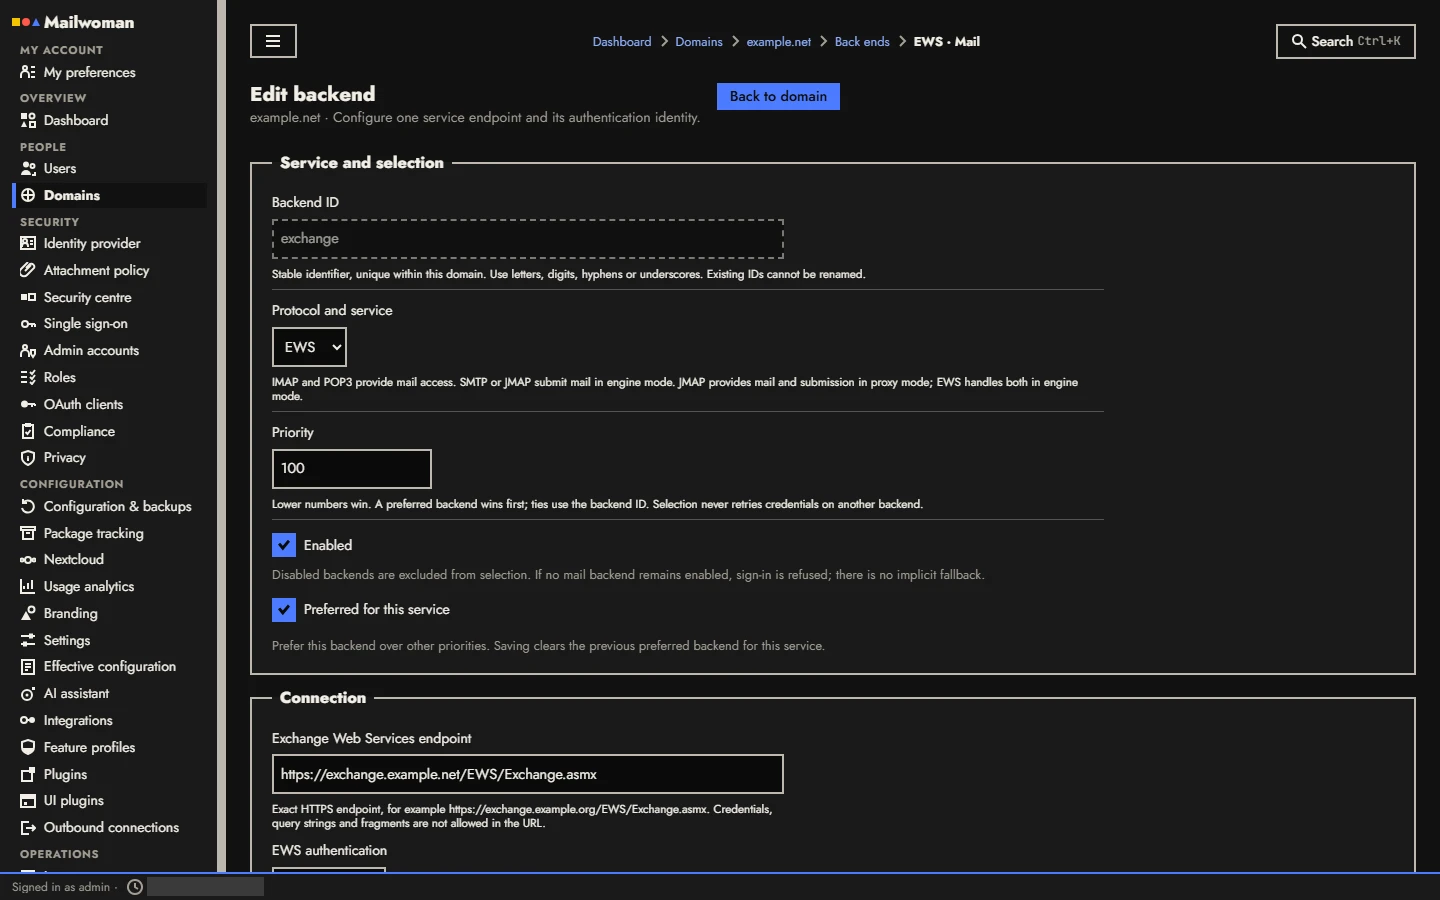 Mailwoman
MY ACCOUNT
My preferences
OVERVIEW
Dashboard
PEOPLE
Users
Domains
SECURITY
Identity provider
Attachment policy
Security centre
Single sign-on
Admin accounts
Roles
OAuth clients
Compliance
Privacy
CONFIGURATION
Configuration & backups
Package tracking
Nextcloud
Usage analytics
Branding
Settings
Effective configuration
AI assistant
Integrations
Feature profiles
Plugins
UI plugins
Outbound connections
OPERATIONS
Dashboard > Domains > example.net > Back ends > EWS · Mail
Search Ctrl+K
Edit backend
example.net · Configure one service endpoint and its authentication identity.
Back to domain
Service and selection
Backend ID
exchange
Stable identifier, unique within this domain. Use letters, digits, hyphens or underscores. Existing IDs cannot be renamed.
Protocol and service
EWS
IMAP and POP3 provide mail access. SMTP or JMAP submit mail in engine mode. JMAP provides mail and submission in proxy mode; EWS handles both in engine
mode.
Priority
100
Lower numbers win. A preferred backend wins first; ties use the backend ID. Selection never retries credentials on another backend.
Enabled
Disabled backends are excluded from selection. If no mail backend remains enabled, sign-in is refused; there is no implicit fallback.
Preferred for this service
Prefer this backend over other priorities. Saving clears the previous preferred backend for this service.
Connection
Exchange Web Services endpoint
https://exchange.example.net/EWS/Exchange.asmx
Exact HTTPS endpoint, for example https://exchange.example.org/EWS/Exchange.asmx. Credentials,
query strings and fragments are not allowed in the URL.
EWS authentication
Signed in as admin ·